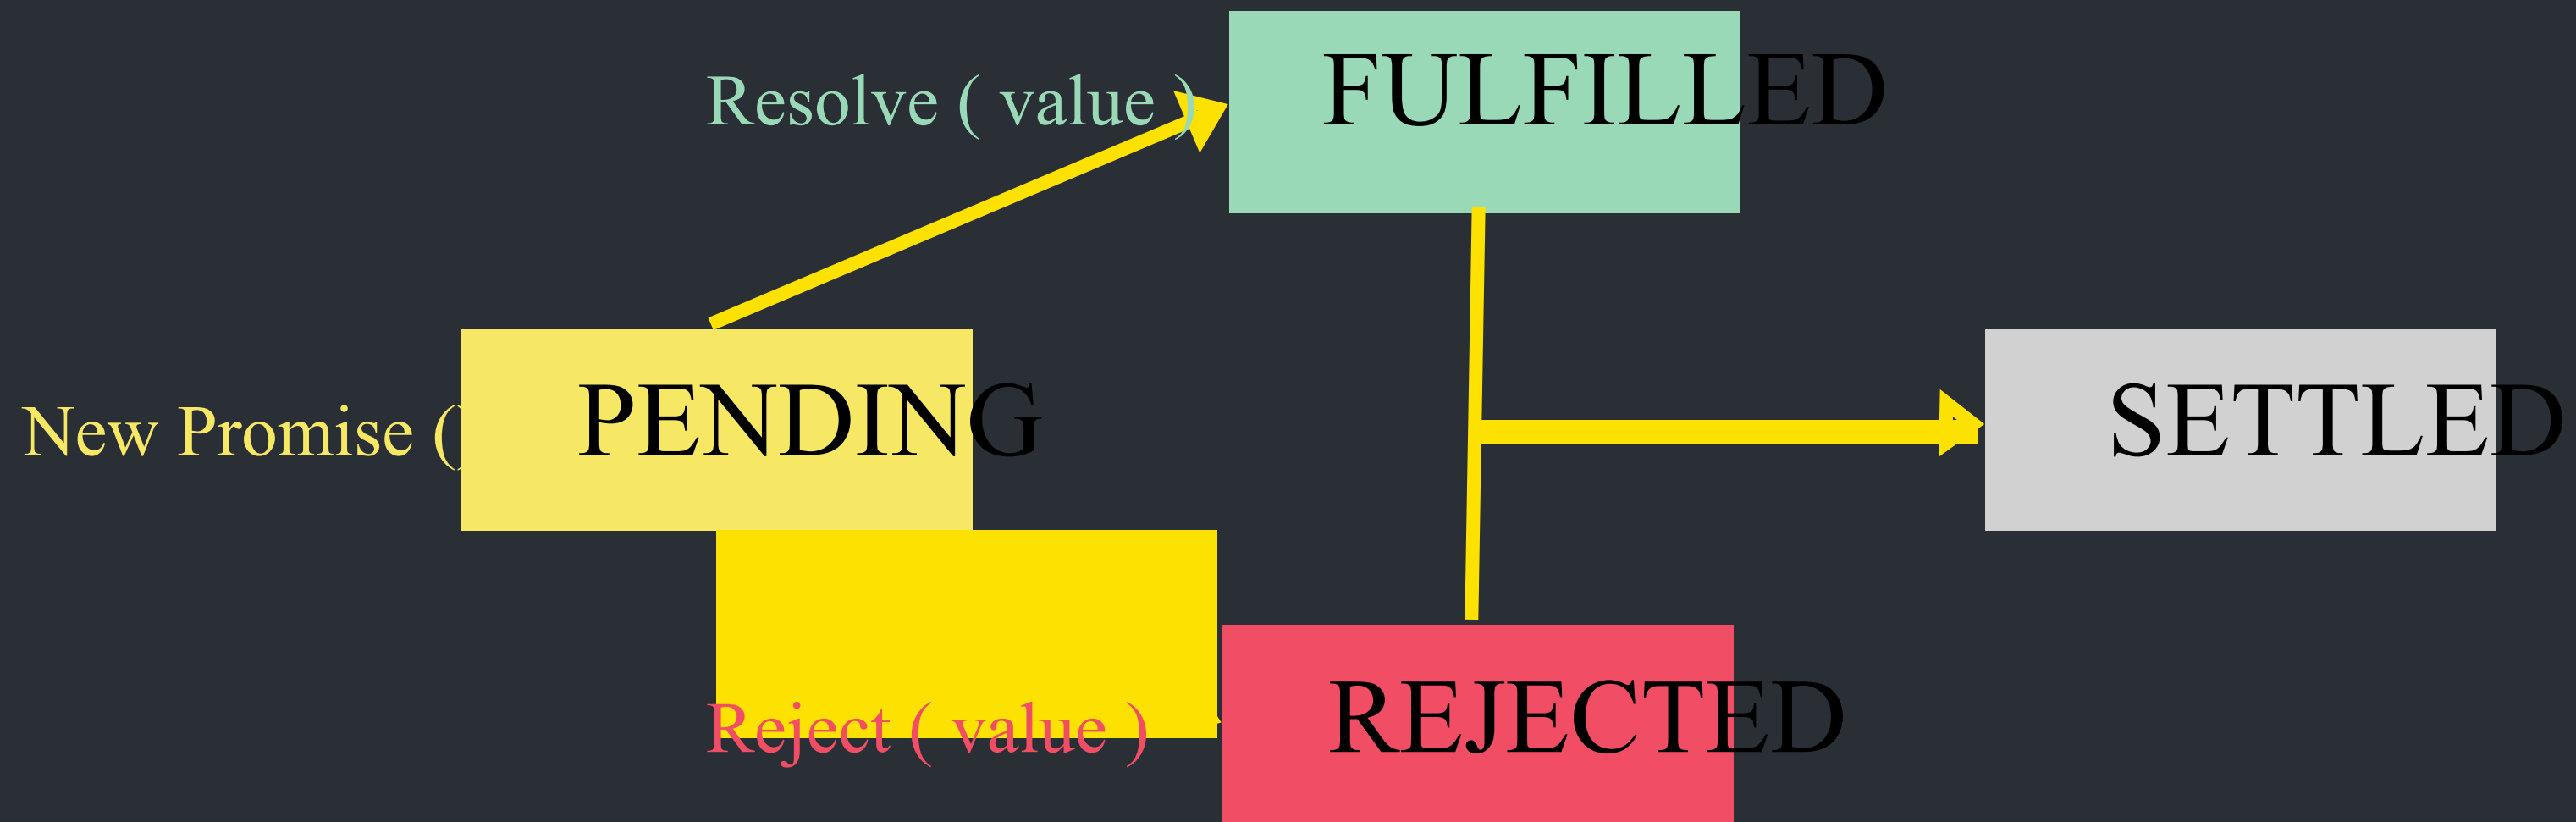 Resolve ( value )
FULFILLED
New Promise ()
PENDING
SETTLED
Reject ( value )
REJECTED